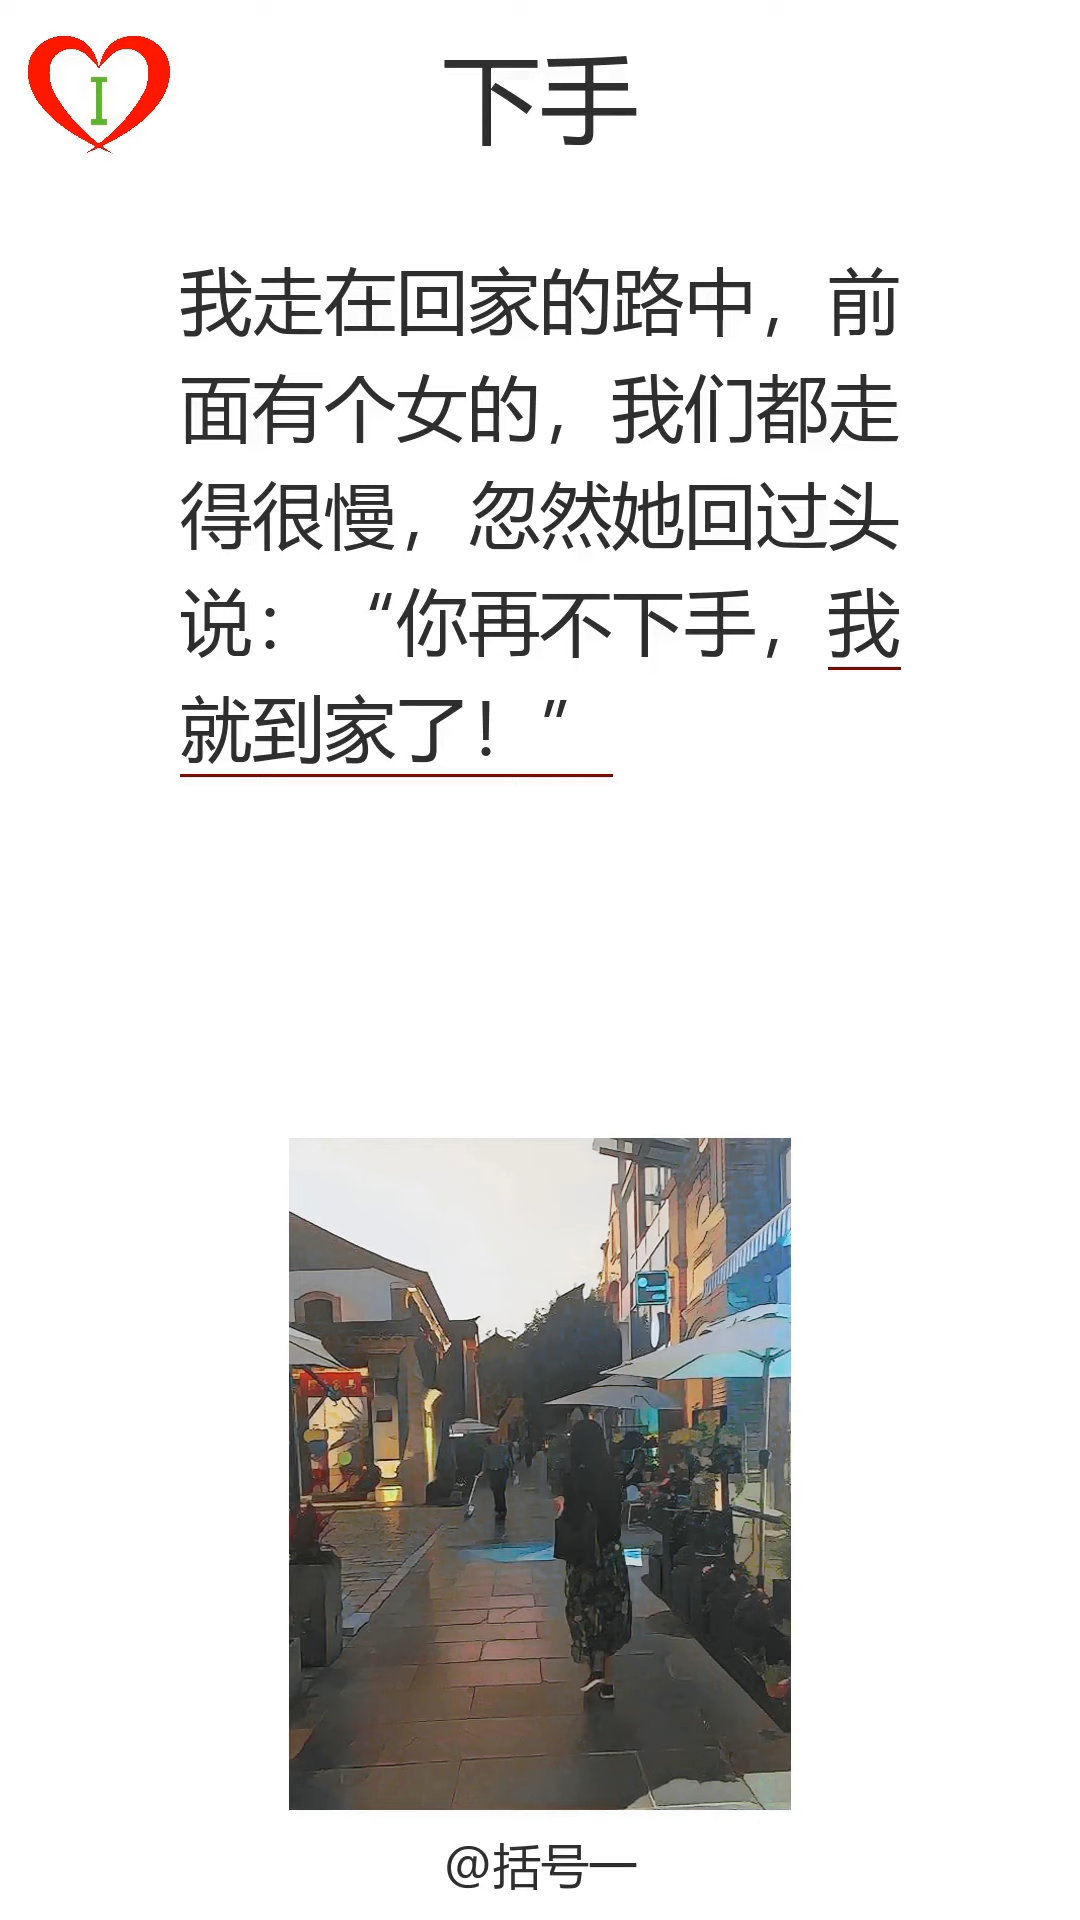 I
下手
我走在回家的路中，前
面有个女的，我们都走
得很慢，忽然她回过头
说：“你再不下手，我
就到家了！”
@括号一